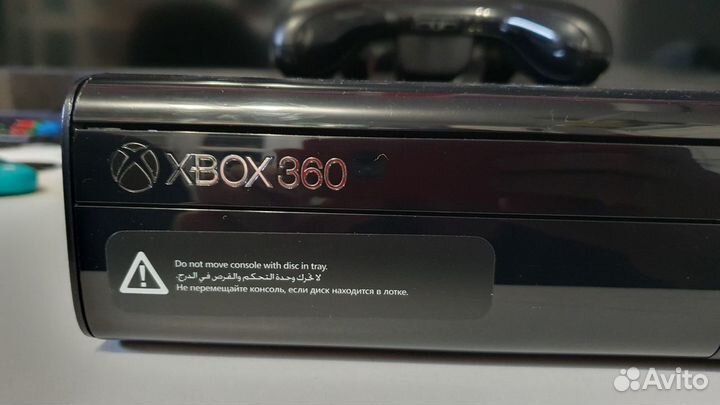 XBOX 360
Do not move console with disc in tray.
لا تحرك وحدة التحكم والقرص في الدرج.
Не перемещайте консоль, если диск находится в лотке.
Avito